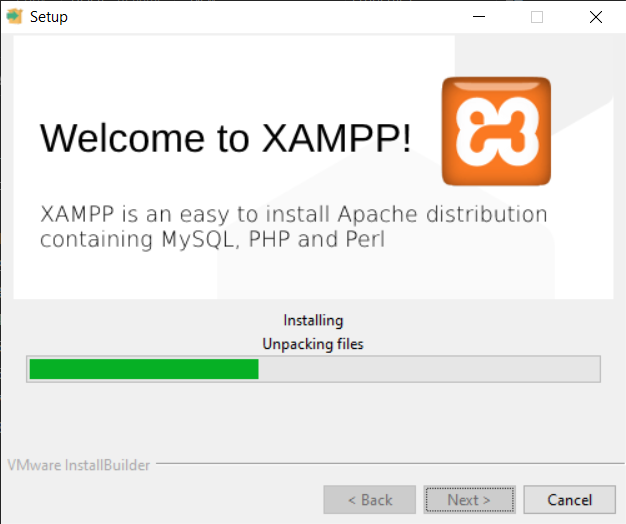 Setup
Welcome to XAMPP!
XAMPP is an easy to install Apache distribution
containing MySQL, PHP and Perl
Installing
Unpacking files
VMware InstallBuilder
< Back
Next >
Cancel